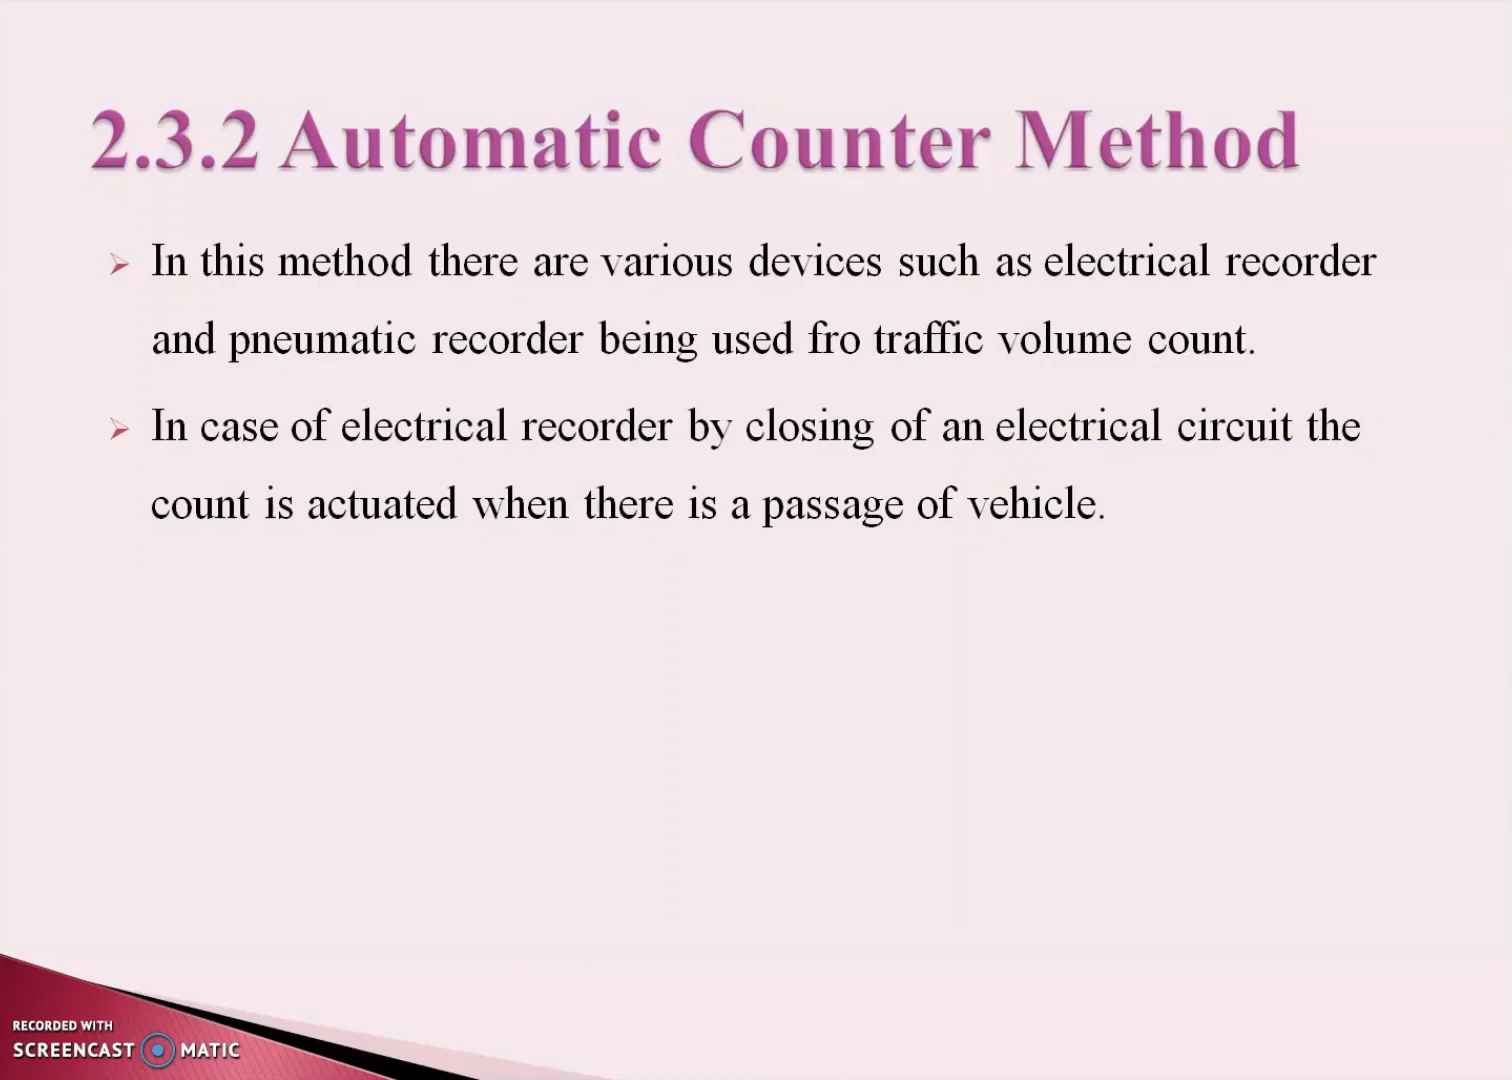 2.3.2 Automatic Counter Method
In this method there are various devices such as electrical recorder
and pneumatic recorder being used fro traffic volume count.
In case of electrical recorder by closing of an electrical circuit the
count is actuated when there is a passage of vehicle.
RECORDED WITH
SCREENCAST MATIC